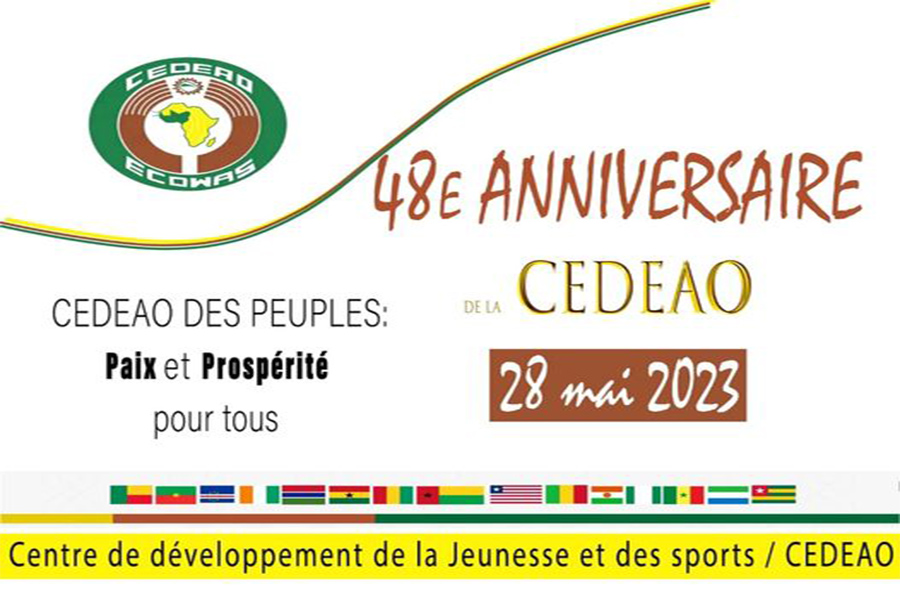 CEDEAO
ECOWAS
48E ANNIVERSAIRE
DE LA CEDEAO
28 mai 2023
CEDEAO DES PEUPLES:
Paix et Prospérité
pour tous
Centre de développement de la Jeunesse et des sports / CEDEAO